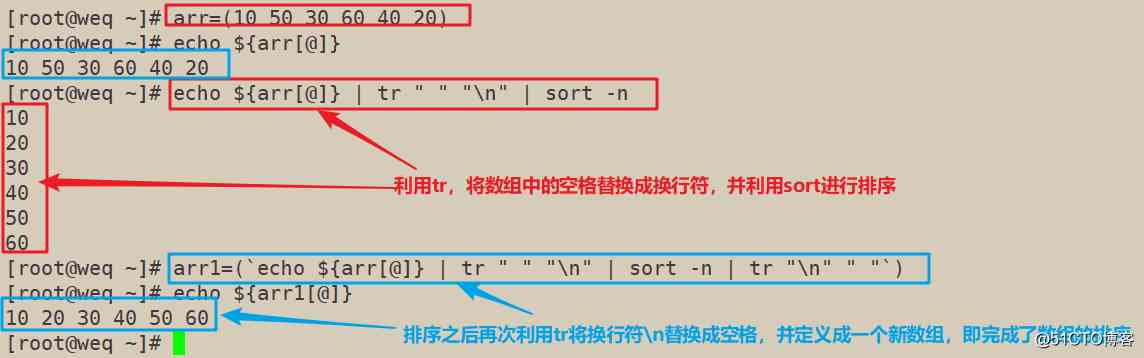 [root@weq ~]# arr=(10 50 30 60 40 20)
[root@weq ~]# echo ${arr[@]}
10 50 30 60 40 20
[root@weq ~]# echo ${arr[@]} | tr " " "\n" | sort -n
10
20
30
40
50
60
利用tr，将数组中的空格替换成换行符，并利用sort进行排序
[root@weq ~]# arr1=(`echo ${arr[@]} | tr " " "\n" | sort -n | tr "\n" " "`)
[root@weq ~]# echo ${arr1[@]}
10 20 30 40 50 60
排序之后再次利用tr将换行符\n替换成空格，并定义成一个新数组，即完成了数组的排序
[root@weq ~]#
@51CTO博客